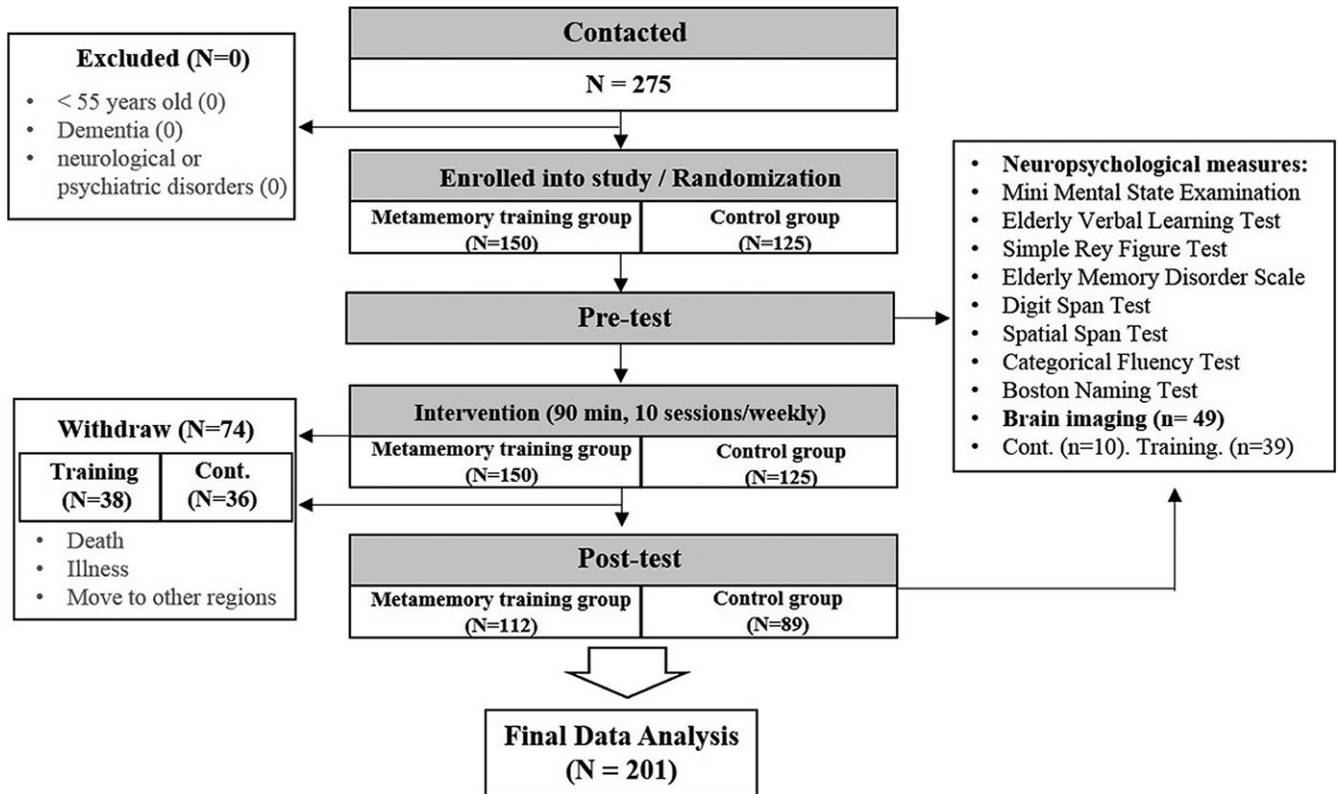 Contacted
N = 275
Excluded (N=0)
• < 55 years old (0)
• Dementia (0)
• neurological or
psychiatric disorders (0)
Enrolled into study / Randomization
Metamemory training group
(N=150)
Control group
(N=125)
Pre-test
• Neuropsychological measures:
• Mini Mental State Examination
• Elderly Verbal Learning Test
• Simple Rey Figure Test
• Elderly Memory Disorder Scale
• Digit Span Test
• Spatial Span Test
• Categorical Fluency Test
• Boston Naming Test
• Brain imaging (n= 49)
• Cont. (n=10). Training. (n=39)
Intervention (90 min, 10 sessions/weekly)
Metamemory training group
(N=150)
Control group
(N=125)
Withdraw (N=74)
Training
(N=38)
Cont.
(N=36)
• Death
• Illness
• Move to other regions
Post-test
Metamemory training group
(N=112)
Control group
(N=89)
Final Data Analysis
(N = 201)